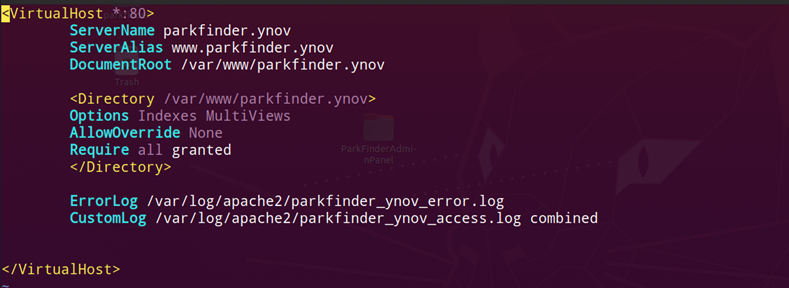 <VirtualHost *:80>
ServerName parkfinder.ynov
ServerAlias www.parkfinder.ynov
DocumentRoot /var/www/parkfinder.ynov
Trash
<Directory /var/www/parkfinder.ynov>
Options Indexes MultiViews
AllowOverride None
Require all granted
ParkFinderAdmi-
nPanel
</Directory>
ErrorLog /var/log/apache2/parkfinder_ynov_error.log
CustomLog /var/log/apache2/parkfinder_ynov_access.log combined
</VirtualHost>
~